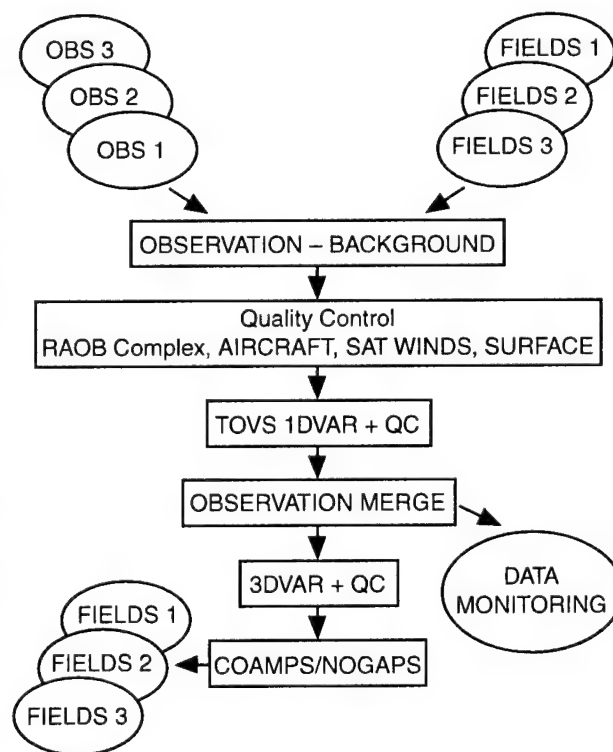 OBS 3
OBS 2
OBS 1
FIELDS 1
FIELDS 2
FIELDS 3
OBSERVATION – BACKGROUND
Quality Control
RAOB Complex, AIRCRAFT, SAT WINDS, SURFACE
TOVS 1DVAR + QC
OBSERVATION MERGE
3DVAR + QC
DATA
MONITORING
COAMPS/NOGAPS
FIELDS 1
FIELDS 2
FIELDS 3